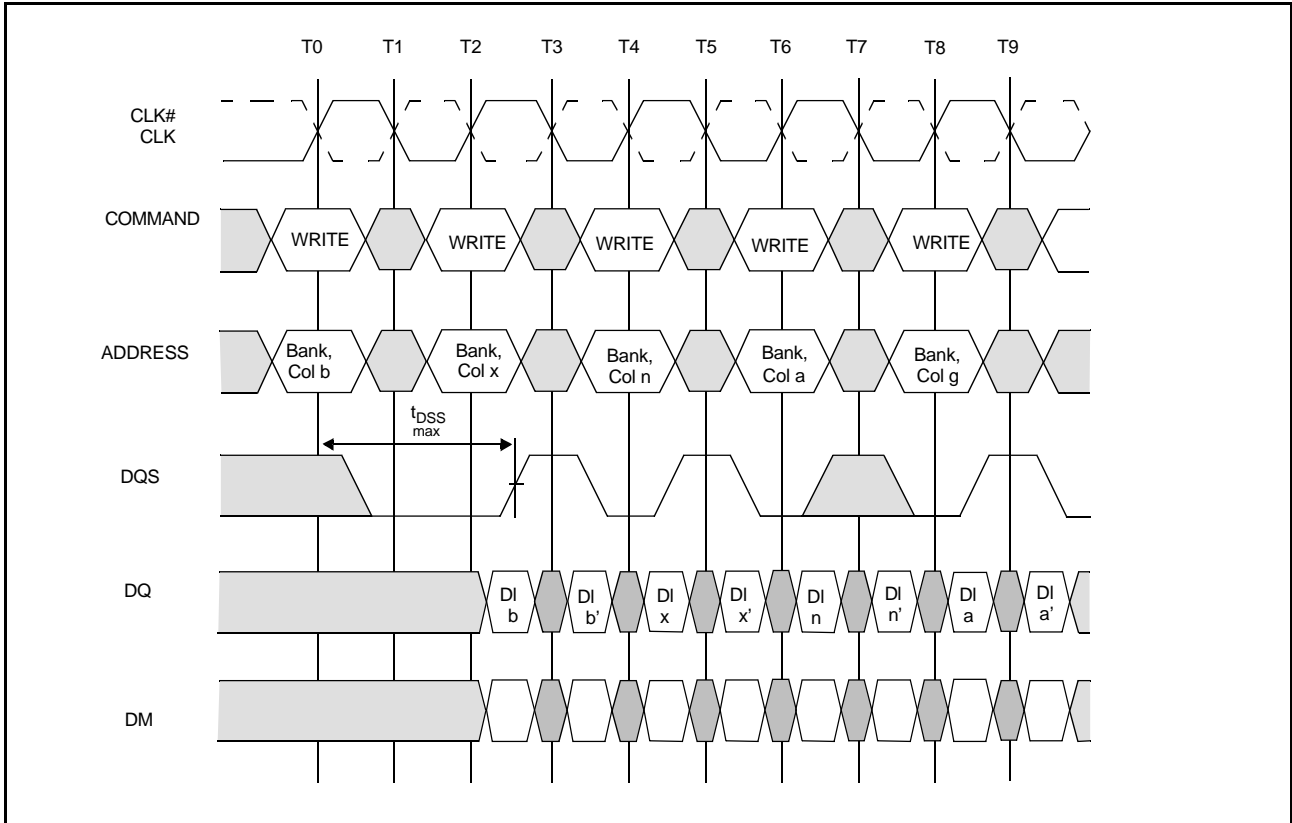 T0 T1 T2 T3 T4 T5 T6 T7 T8 T9
CLK#
CLK
COMMAND
WRITE WRITE WRITE WRITE WRITE
ADDRESS
Bank, Bank, Bank, Bank, Bank,
Col b Col x Col n Col a Col g
tDSS
max
DQS
DQ
DI DI DI DI DI DI DI DI
b b' x x' n n' a a'
DM